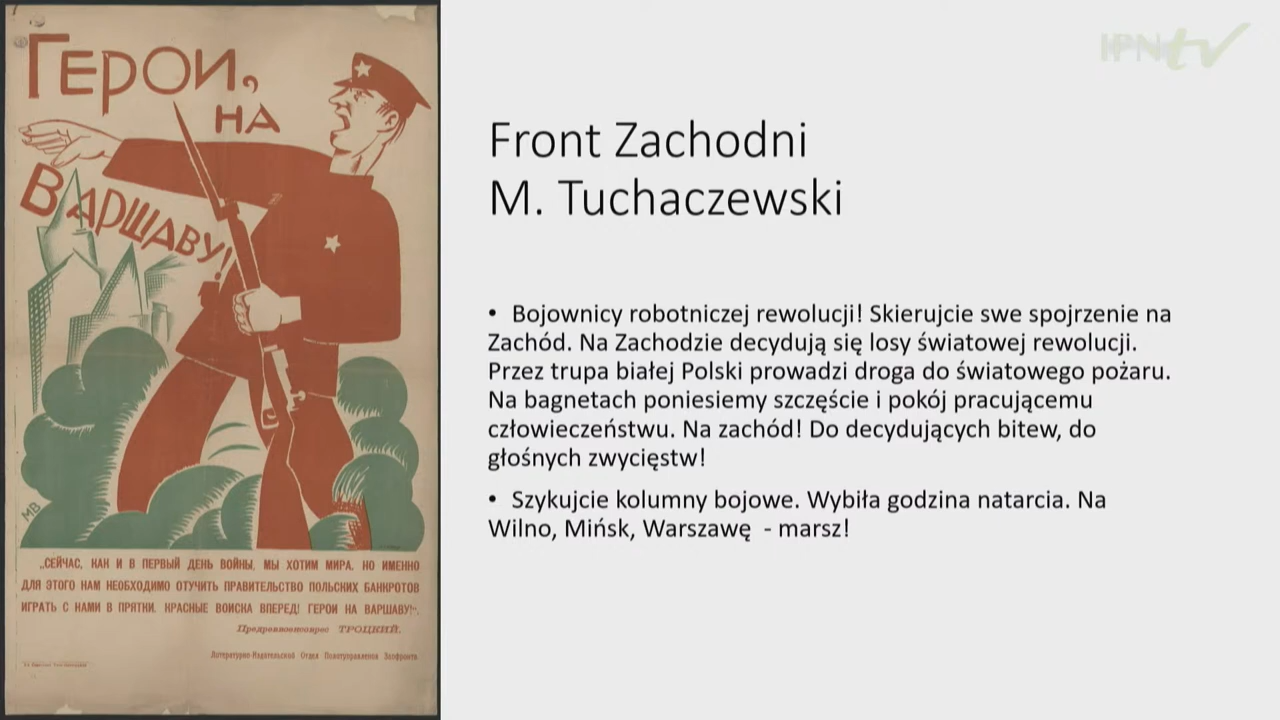 ГЕРОИ,
НА
ВАРШАВУ!
МВ
„СЕЙЧАС, КАК И В ПЕРВЫЙ ДЕНЬ ВОЙНЫ, МЫ ХОТИМ МИРА, НО ИМЕННО
ДЛЯ ЭТОГО НАМ НЕОБХОДИМО ОТУЧИТЬ ПРАВИТЕЛЬСТВО ПОЛЬСКИХ БАНКРОТОВ
ИГРАТЬ С НАМИ В ПРЯТКИ. КРАСНЫЕ ВОЙСКА ВПЕРЕД! ГЕРОИ НА ВАРШАВУ!“.
Предреввоенсовет ТРОЦКИЙ.
Литературно-Издательский Отдел Политуправления Запфронта
IPNtv
Front Zachodni
M. Tuchaczewski
• Bojownicy robotniczej rewolucji! Skierujcie swe spojrzenie na
Zachód. Na Zachodzie decydują się losy światowej rewolucji.
Przez trupa białej Polski prowadzi droga do światowego pożaru.
Na bagnetach poniesiemy szczęście i pokój pracującemu
człowieczeństwu. Na zachód! Do decydujących bitew, do
głośnych zwycięstw!
• Szykujcie kolumny bojowe. Wybiła godzina natarcia. Na
Wilno, Mińsk, Warszawę - marsz!